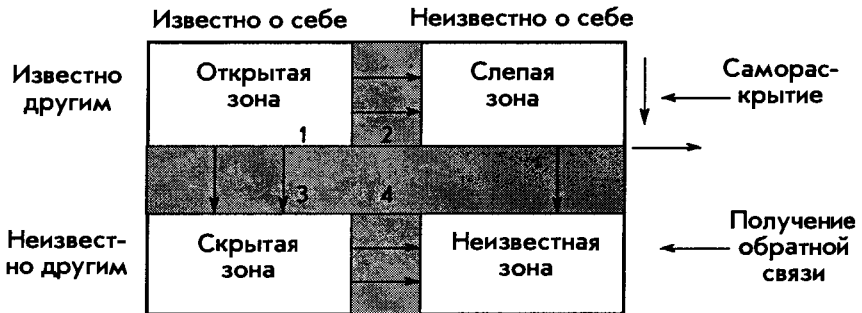 Известно о себе
Неизвестно о себе
Известно
другим
Открытая
зона
Слепая
зона
Саморас-
крытие
1
2
3
4
Неизвест-
но другим
Скрытая
зона
Неизвестная
зона
Получение
обратной
связи